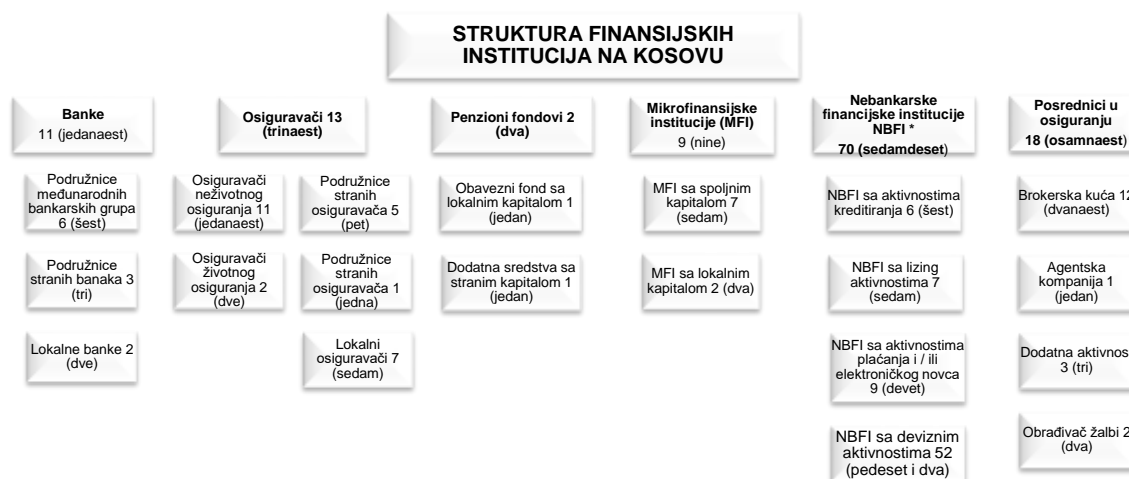 STRUKTURA FINANSIJSKIH
INSTITUCIJA NA KOSOVU
Banke
11 (jedanaest)
Podružnice
međunarodnih
bankarskih grupa
6 (šest)
Podružnice
stranih banaka 3
(tri)
Lokalne banke 2
(dve)
Osiguravači 13
(trinaest)
Osiguravači
neživotnog
osiguranja 11
(jedanaest)
Osiguravači
životnog
osiguranja 2
(dve)
Podružnice
stranih
osiguravača 5
(pet)
Podružnice
stranih
osiguravača 1
(jedna)
Lokalni
osiguravači 7
(sedam)
Penzioni fondovi 2
(dva)
Obavezni fond sa
lokalnim kapitalom 1
(jedan)
Dodatna sredstva sa
stranim kapitalom 1
(jedan)
Mikrofinansijske
institucije (MFI)
9 (nine)
MFI sa spoljnim
kapitalom 7
(sedam)
MFI sa lokalnim
kapitalom 2 (dva)
Nebankarske
financijske institucije
NBFI *
70 (sedamdeset)
NBFI sa aktivnostima
kreditiranja 6 (šest)
NBFI sa lizing
aktivnostima 7
(sedam)
NBFI sa aktivnostima
plaćanja i / ili
elektroničkog novca
9 (devet)
NBFI sa deviznim
aktivnostima 52
(pedeset i dva)
Posrednici u
osiguranju
18 (osamnaest)
Brokerska kuća 12
(dvanaest)
Agentska
kompanija 1
(jedan)
Dodatna aktivnos
3 (tri)
Obrađivač žalbi 2
(dva)